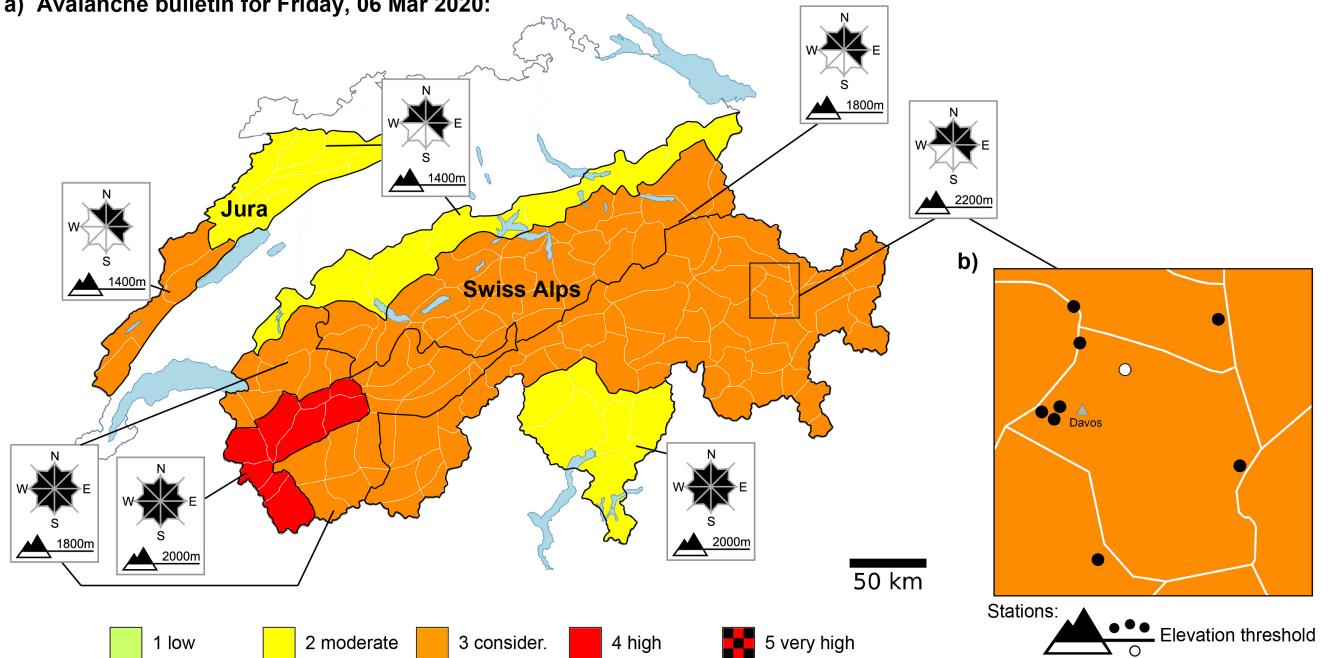 a) Avalanche bulletin for Friday, 06 Mar 2020:
N
W E
S
1800m
N
W E
S
1400m
N
W E
S
2200m
N
W E
S
1400m
Jura
Swiss Alps
b)
Davos
N
W E
S
1800m
N
W E
S
2000m
N
W E
S
2000m
50 km
Stations:
Elevation threshold
1 low
2 moderate
3 consider.
4 high
5 very high